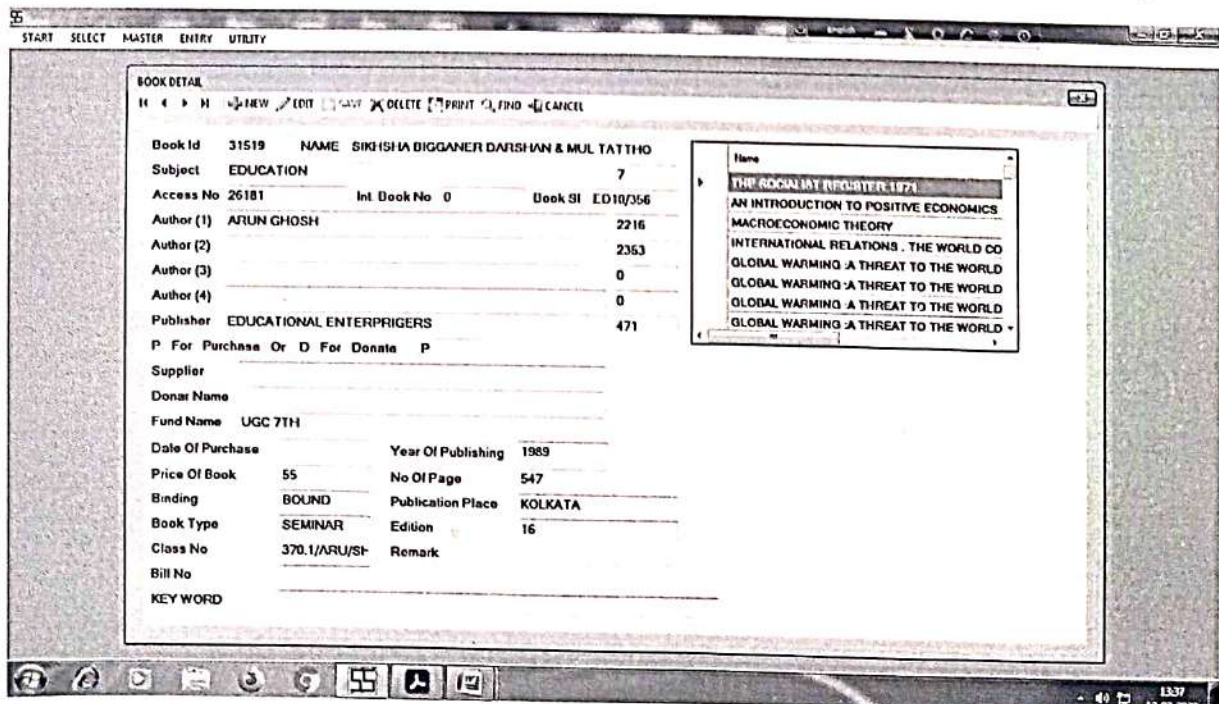 START SELECT MASTER ENTRY UTILITY
BOOK DETAIL
NEW EDIT SAVE DELETE PRINT FIND CANCEL
Book Id 31519 NAME SIKHSHA BIGGANER DARSHAN & MUL TATTHO
Subject EDUCATION 7
Access No 26181 Int. Book No 0 Book Sl ED10/356
Author (1) ARUN GHOSH 2216
Author (2) 2353
Author (3) 0
Author (4) 0
Publisher EDUCATIONAL ENTERPRIGERS 471
P For Purchase Or D For Donate P
Supplier
Donar Name
Fund Name UGC 7TH
Date Of Purchase Year Of Publishing 1989
Price Of Book 55 No Of Page 547
Binding BOUND Publication Place KOLKATA
Book Type SEMINAR Edition 16
Class No 370.1/ARU/SH Remark
Bill No
KEY WORD
Name
THE SOCIALIST REGISTER 1971
AN INTRODUCTION TO POSITIVE ECONOMICS
MACROECONOMIC THEORY
INTERNATIONAL RELATIONS . THE WORLD CO
GLOBAL WARMING :A THREAT TO THE WORLD
GLOBAL WARMING :A THREAT TO THE WORLD
GLOBAL WARMING :A THREAT TO THE WORLD
GLOBAL WARMING :A THREAT TO THE WORLD
13:37